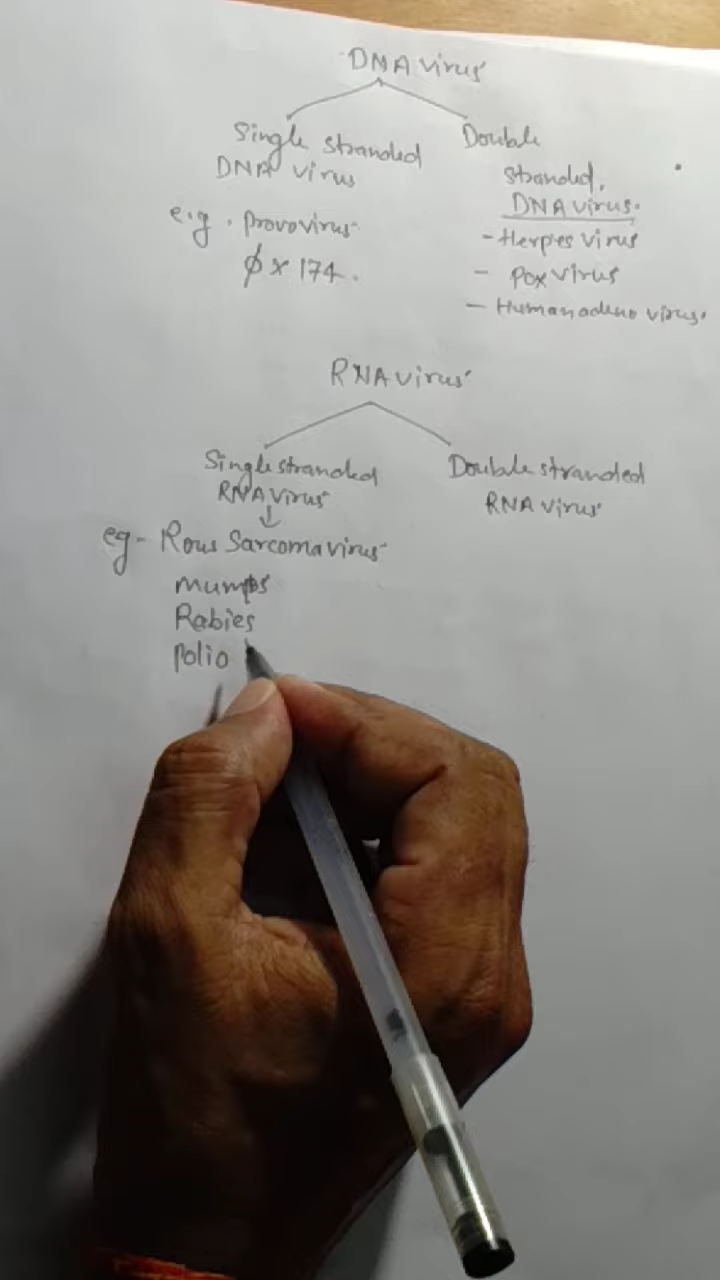 DNA virus
Single stranded
DNA virus
e.g. Provovirus
φ x 174.
Double
stranded.
DNA virus.
- Herpes virus
- Pox virus
- Human adeno virus.
RNA virus
Single stranded
RNA virus
↓
eg - Rous Sarcoma virus
mumps
Rabies
Polio
Double stranded
RNA virus